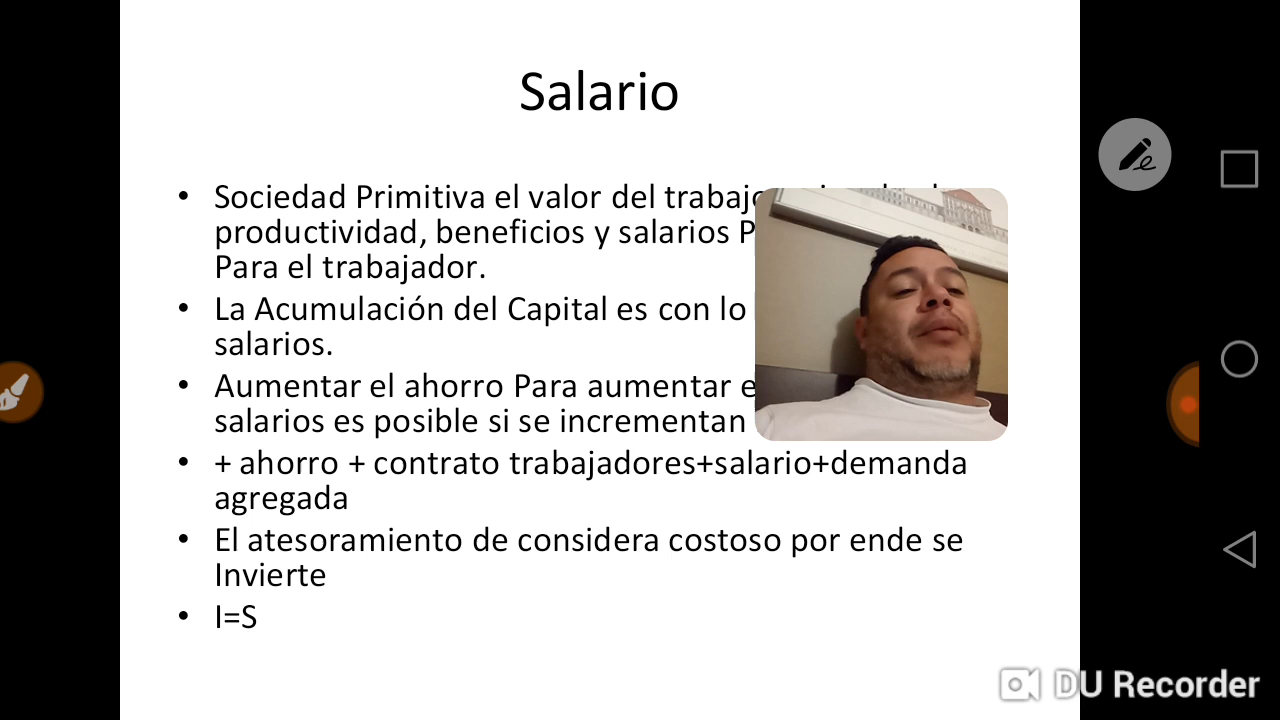 Salario
• Sociedad Primitiva el valor del trabajo
productividad, beneficios y salarios
Para el trabajador.
• La Acumulación del Capital es con lo
salarios.
• Aumentar el ahorro Para aumentar
salarios es posible si se incrementan
• + ahorro + contrato trabajadores+salario+demanda
agregada
• El atesoramiento de considera costoso por ende se
Invierte
• I=S
DU Recorder